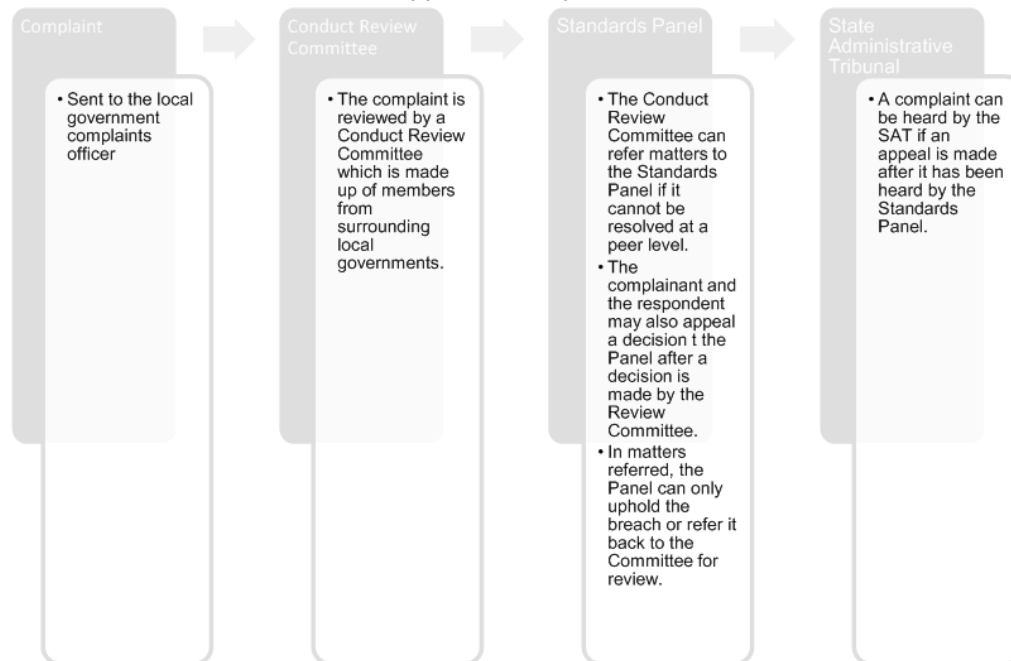 Complaint
• Sent to the local
government
complaints
officer
Conduct Review
Committee
• The complaint is
reviewed by a
Conduct Review
Committee
which is made
up of members
from
surrounding
local
governments.
Standards Panel
• The Conduct
Review
Committee can
refer matters to
the Standards
Panel if it
cannot be
resolved at a
peer level.
• The
complainant and
the respondent
may also appeal
a decision t the
Panel after a
decision is
made by the
Review
Committee.
• In matters
referred, the
Panel can only
uphold the
breach or refer it
back to the
Committee for
review.
State
Administrative
Tribunal
• A complaint can
be heard by the
SAT if an
appeal is made
after it has been
heard by the
Standards
Panel.